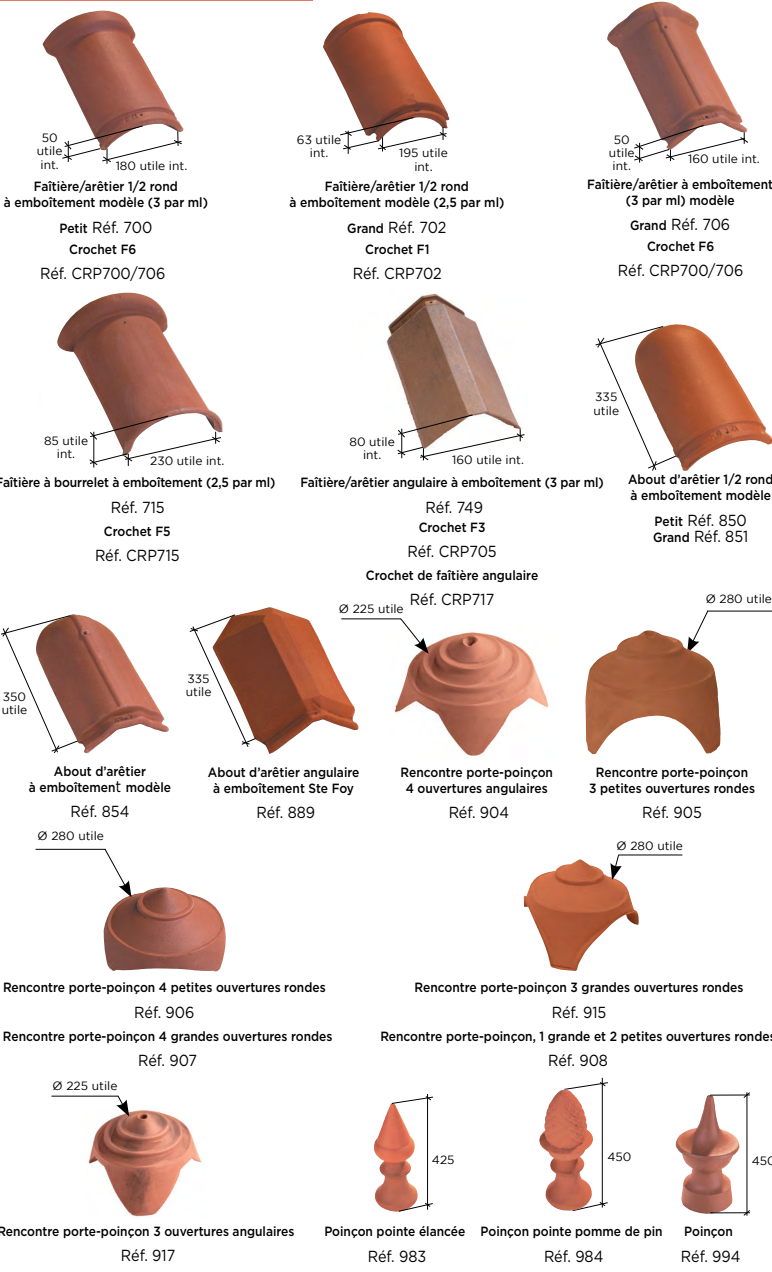 50
utile
int.
180 utile int.
Faîtière/arêtier 1/2 rond
à emboîtement modèle (3 par ml)
Petit Réf. 700
Crochet F6
Réf. CRP700/706
63 utile
int.
195 utile
int.
Faîtière/arêtier 1/2 rond
à emboîtement modèle (2,5 par ml)
Grand Réf. 702
Crochet F1
Réf. CRP702
50
utile
int.
160 utile int.
Faîtière/arêtier à emboîtement
(3 par ml) modèle
Grand Réf. 706
Crochet F6
Réf. CRP700/706
85 utile
int.
230 utile int.
Faîtière à bourrelet à emboîtement (2,5 par ml)
Réf. 715
Crochet F5
Réf. CRP715
80 utile
int.
160 utile int.
Faîtière/arêtier angulaire à emboîtement (3 par ml)
Réf. 749
Crochet F3
Réf. CRP705
Crochet de faîtière angulaire
Réf. CRP717
335
utile
About d'arêtier 1/2 rond
à emboîtement modèle
Petit Réf. 850
Grand Réf. 851
350
utile
About d'arêtier
à emboîtement modèle
Réf. 854
335
utile
About d'arêtier angulaire
à emboîtement Ste Foy
Réf. 889
Ø 225 utile
Rencontre porte-poinçon
4 ouvertures angulaires
Réf. 904
Ø 280 utile
Rencontre porte-poinçon
3 petites ouvertures rondes
Réf. 905
Ø 280 utile
Rencontre porte-poinçon 4 petites ouvertures rondes
Réf. 906
Rencontre porte-poinçon 4 grandes ouvertures rondes
Réf. 907
Ø 280 utile
Rencontre porte-poinçon 3 grandes ouvertures rondes
Réf. 915
Rencontre porte-poinçon, 1 grande et 2 petites ouvertures rondes
Réf. 908
Ø 225 utile
Rencontre porte-poinçon 3 ouvertures angulaires
Réf. 917
425
Poinçon pointe élancée
Réf. 983
450
Poinçon pointe pomme de pin
Réf. 984
450
Poinçon
Réf. 994